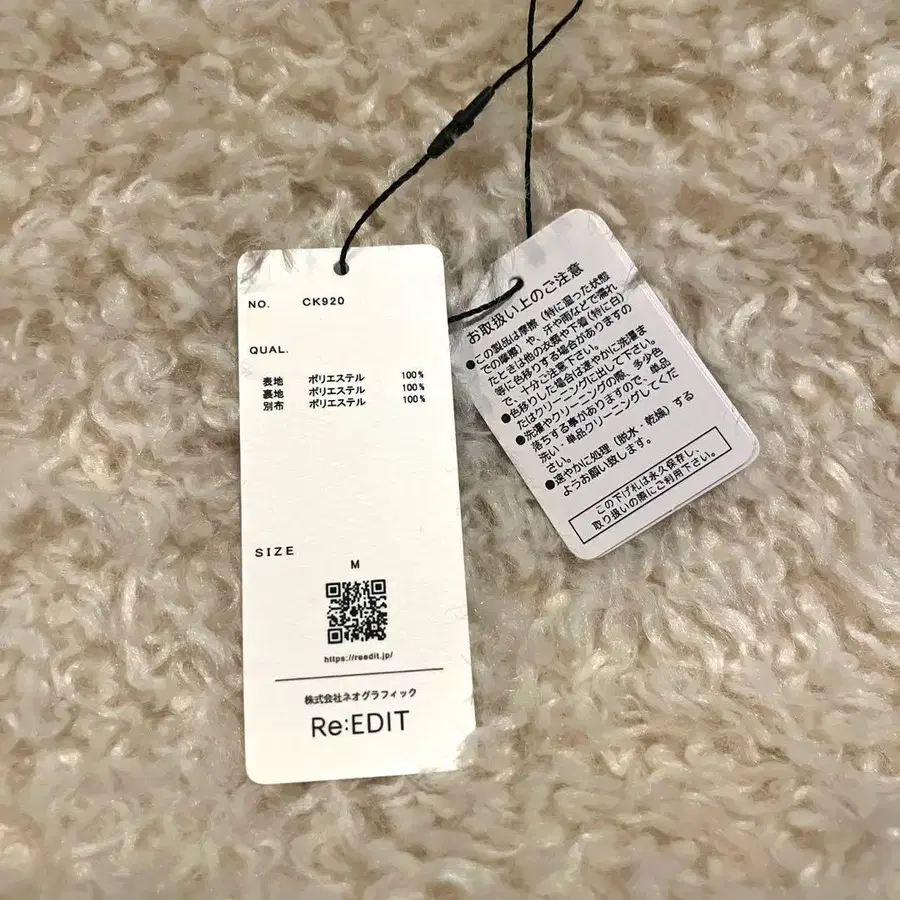 NO. CK920
QUAL.
表地 ポリエステル 100%
裏地 ポリエステル 100%
別布 ポリエステル 100%
SIZE
M
https://reedit.jp/
株式会社ネオグラフィック
Re:EDIT
お取扱い上のご注意
●この製品は摩擦（特に湿った状態
での摩擦）や、汗や雨などで濡れ
たときは他の衣類や下着（特に白）
等に色移りする場合がありますの
で、十分ご注意下さい。
●色移りした場合は速やかに洗濯ま
たはクリーニングに出して下さい。
●洗濯やクリーニングの際、多少色
落ちする事がありますので、単品
洗い・単品クリーニングしてくだ
さい。
●速やかに処理（脱水・乾燥）する
ようお願い致します。
この下げ札は永久保存し、
取り扱いの際にご利用下さい。